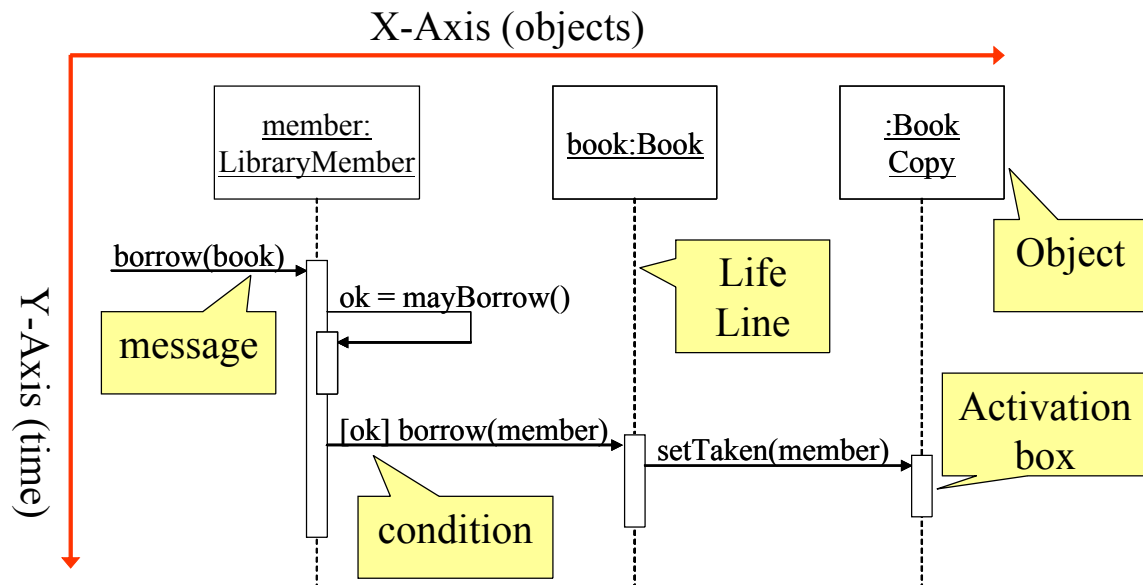 X-Axis (objects)
member:
LibraryMember
book:Book
:Book
Copy
Object
borrow(book)
Life
Line
ok = mayBorrow()
message
Y-Axis (time)
Activation
box
[ok] borrow(member)
setTaken(member)
condition